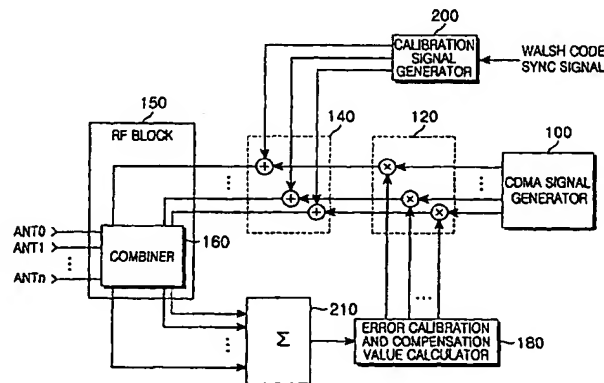 200
CALIBRATION
SIGNAL
GENERATOR
WALSH CODE
SYNC SIGNAL
150
RF BLOCK
140
120
100
CDMA SIGNAL
GENERATOR
+
+
+
×
×
×
ANT0
ANT1
ANTn
COMBINER
160
210
Σ
ERROR CALIBRATION
AND COMPENSATION
VALUE CALCULATOR
180